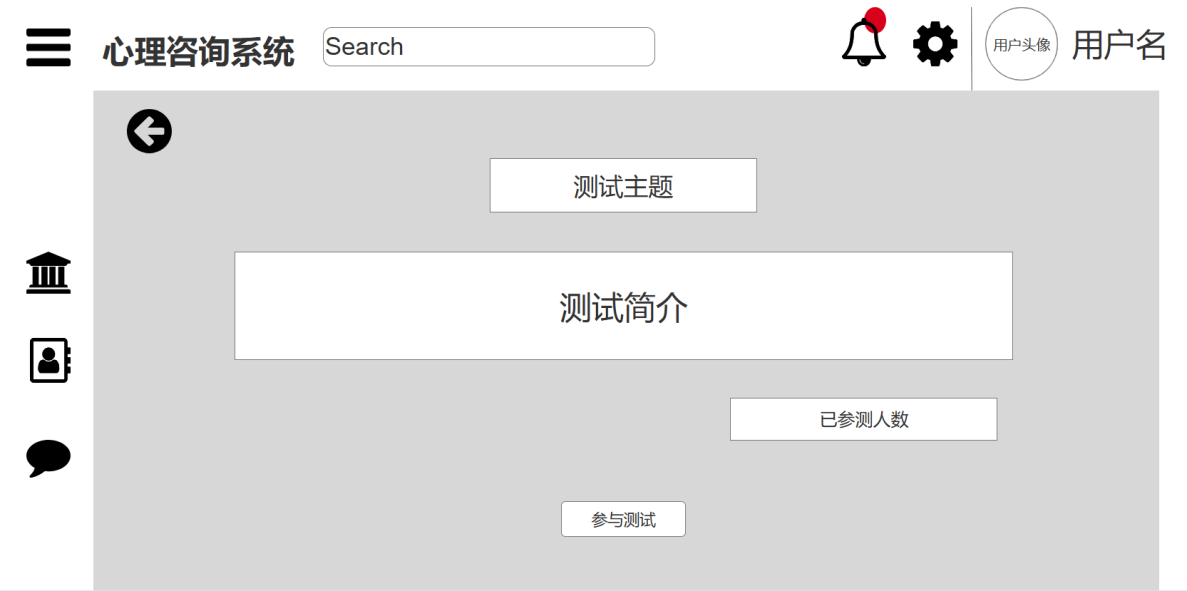 心理咨询系统
Search
用户头像
用户名
测试主题
测试简介
已参测人数
参与测试